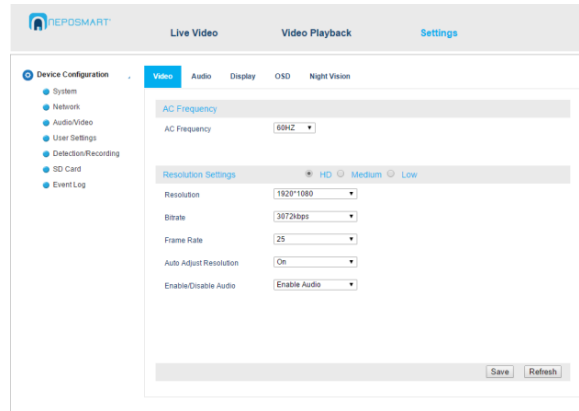 NEPOSMART
Live Video Video Playback Settings
Device Configuration
System
Network
Audio/Video
User Settings
Detection/Recording
SD Card
Event Log
Video Audio Display OSD Night Vision
AC Frequency
AC Frequency 60HZ
Resolution Settings HD Medium Low
Resolution 1920*1080
Bitrate 3072kbps
Frame Rate 25
Auto Adjust Resolution On
Enable/Disable Audio Enable Audio
Save Refresh